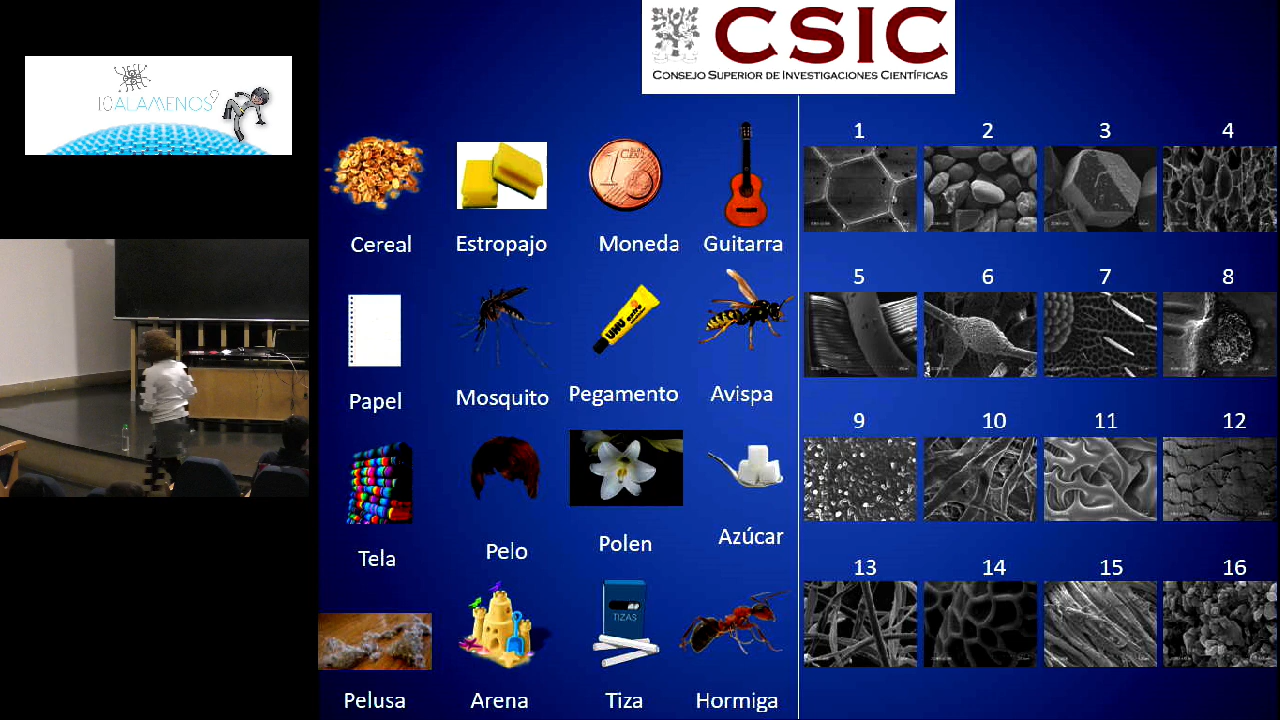 10ALAMENOS9
CSIC
CONSEJO SUPERIOR DE INVESTIGACIONES CIENTÍFICAS
1 2 3 4
Cereal Estropajo Moneda Guitarra
5 6 7 8
UHU
Papel Mosquito Pegamento Avispa
9 10 11 12
Tela Pelo Polen Azúcar
13 14 15 16
TIZAS
Pelusa Arena Tiza Hormiga